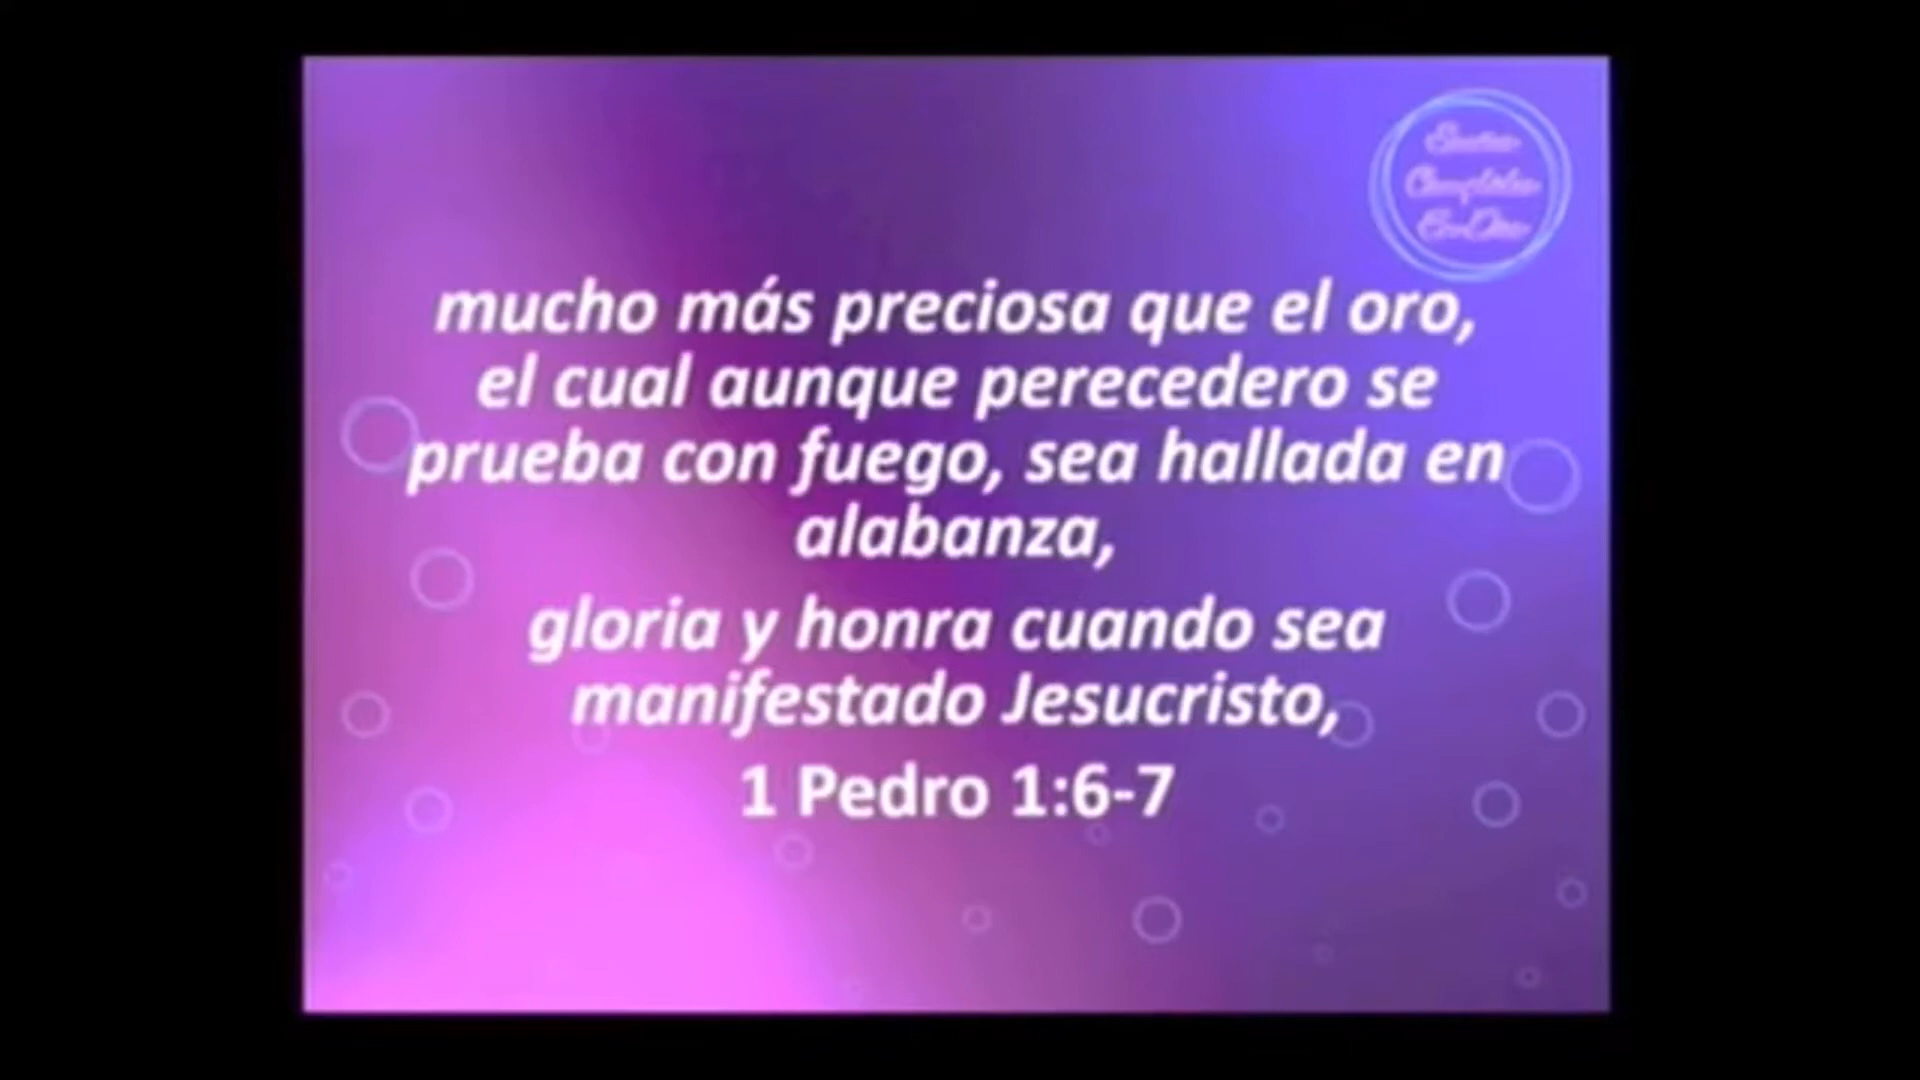 mucho más preciosa que el oro,
el cual aunque perecedero se
prueba con fuego, sea hallada en
alabanza,
gloria y honra cuando sea
manifestado Jesucristo,
1 Pedro 1:6-7